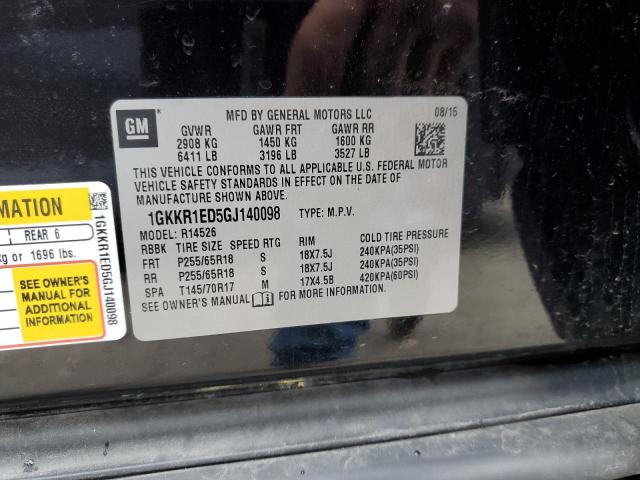 GM
MFD BY GENERAL MOTORS LLC 08/15
GVWR GAWR FRT GAWR RR
2908 KG 1450 KG 1600 KG
6411 LB 3196 LB 3527 LB
THIS VEHICLE CONFORMS TO ALL APPLICABLE U.S. FEDERAL MOTOR
VEHICLE SAFETY STANDARDS IN EFFECT ON THE DATE OF
MANUFACTURE SHOWN ABOVE.
1GKKR1ED5GJ140098 TYPE: M.P.V.
MODEL: R14526
RBBK TIRE SIZE SPEED RTG RIM COLD TIRE PRESSURE
FRT P255/65R18 S 18X7.5J 240KPA(35PSI)
RR P255/65R18 S 18X7.5J 240KPA(35PSI)
SPA T145/70R17 M 17X4.5B 420KPA(60PSI)
SEE OWNER'S MANUAL FOR MORE INFORMATION.
REAR 6
or 1696 lbs.
SEE OWNER'S
MANUAL FOR
ADDITIONAL
INFORMATION
1GKKR1ED5GJ140098